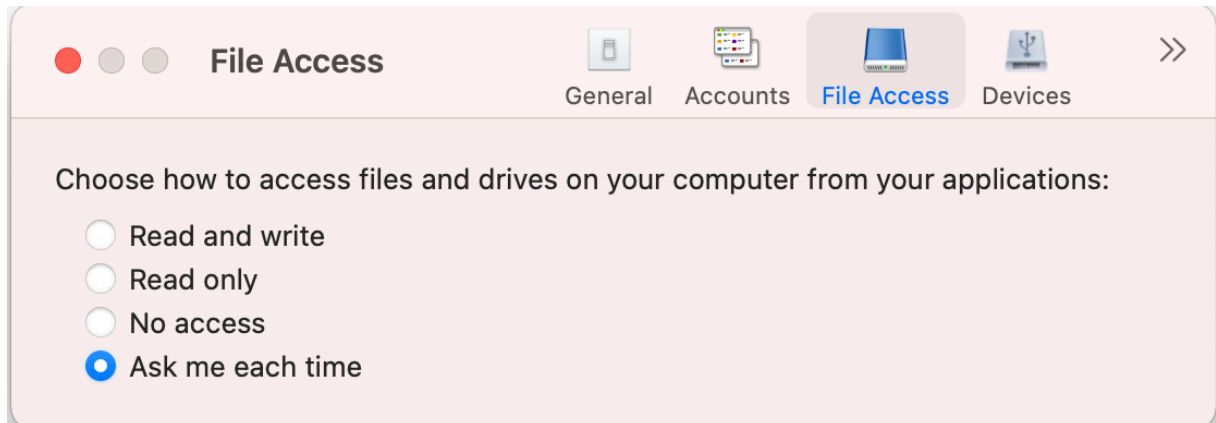 File Access
General Accounts File Access Devices
Choose how to access files and drives on your computer from your applications:
Read and write
Read only
No access
Ask me each time